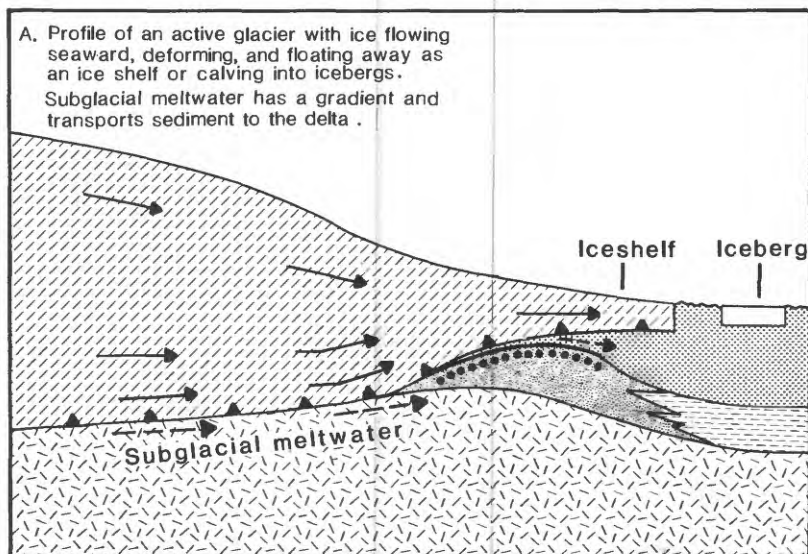 A. Profile of an active glacier with ice flowing
seaward, deforming, and floating away as
an ice shelf or calving into icebergs.
Subglacial meltwater has a gradient and
transports sediment to the delta .
Iceshelf Iceberg
Subglacial meltwater